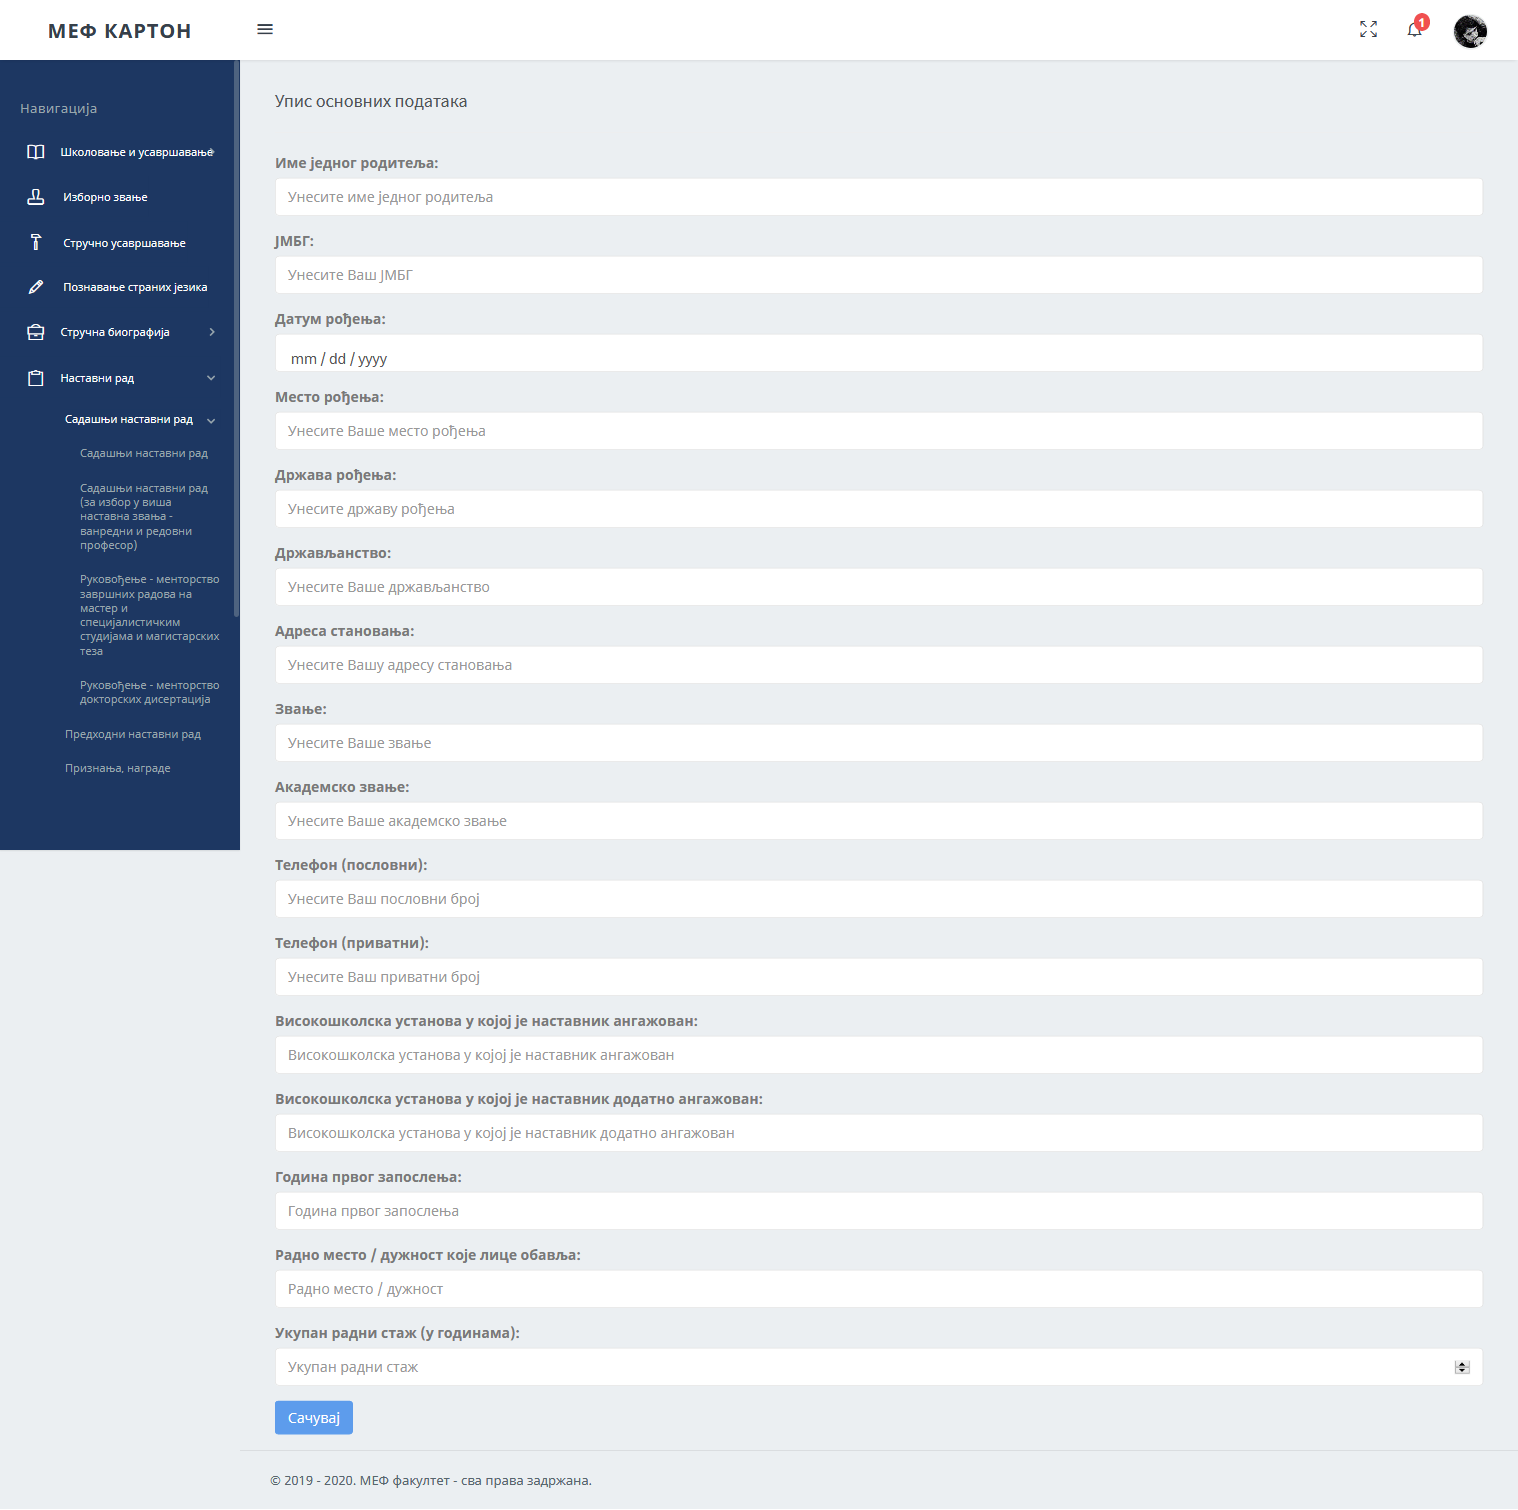 МЕФ КАРТОН
1
Навигација
Школовање и усавршавање
Изборно звање
Стручно усавршавање
Познавање страних језика
Стручна биографија
Наставни рад
Садашњи наставни рад
Садашњи наставни рад
Садашњи наставни рад
(за избор у виша
наставна звања -
ванредни и редовни
професор)
Руковођење - менторство
завршних радова на
мастер и
специјалистичким
студијама и магистарских
теза
Руковођење - менторство
докторских дисертација
Предходни наставни рад
Признања, награде
Упис основних података
Име једног родитеља:
Унесите име једног родитеља
ЈМБГ:
Унесите Ваш ЈМБГ
Датум рођења:
mm / dd / yyyy
Место рођења:
Унесите Ваше место рођења
Држава рођења:
Унесите државу рођења
Држављанство:
Унесите Ваше држављанство
Адреса становања:
Унесите Вашу адресу становања
Звање:
Унесите Ваше звање
Академско звање:
Унесите Ваше академско звање
Телефон (пословни):
Унесите Ваш пословни број
Телефон (приватни):
Унесите Ваш приватни број
Високошколска установа у којој је наставник ангажован:
Високошколска установа у којој је наставник ангажован
Високошколска установа у којој је наставник додатно ангажован:
Високошколска установа у којој је наставник додатно ангажован
Година првог запослења:
Година првог запослења
Радно место / дужност које лице обавља:
Радно место / дужност
Укупан радни стаж (у годинама):
Укупан радни стаж
Сачувај
© 2019 - 2020. МЕФ факултет - сва права задржана.